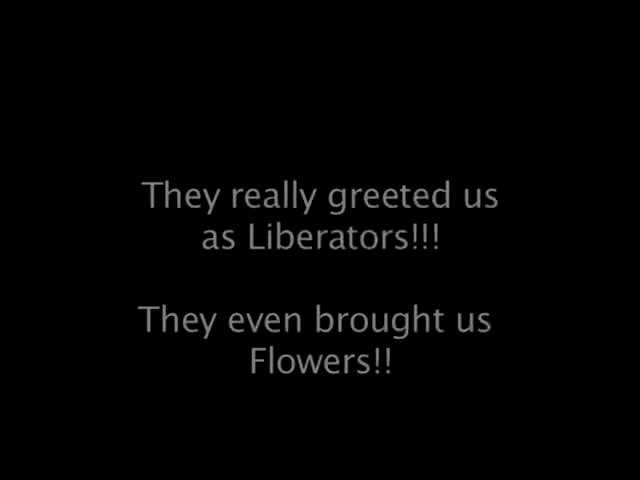 They really greeted us
as Liberators!!!
They even brought us
Flowers!!